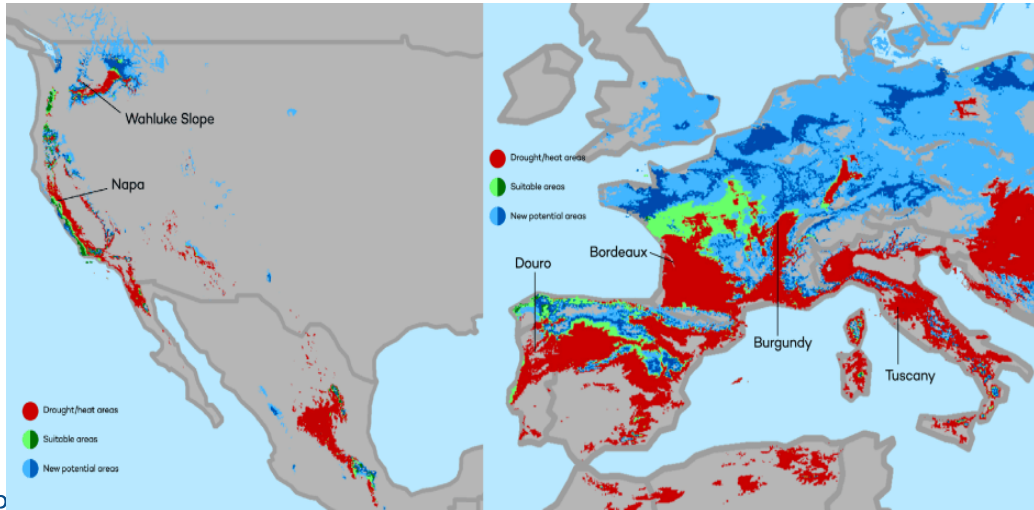 Wahluke Slope
Napa
Drought/heat areas
Suitable areas
New potential areas
Drought/heat areas
Suitable areas
New potential areas
Bordeaux
Douro
Burgundy
Tuscany